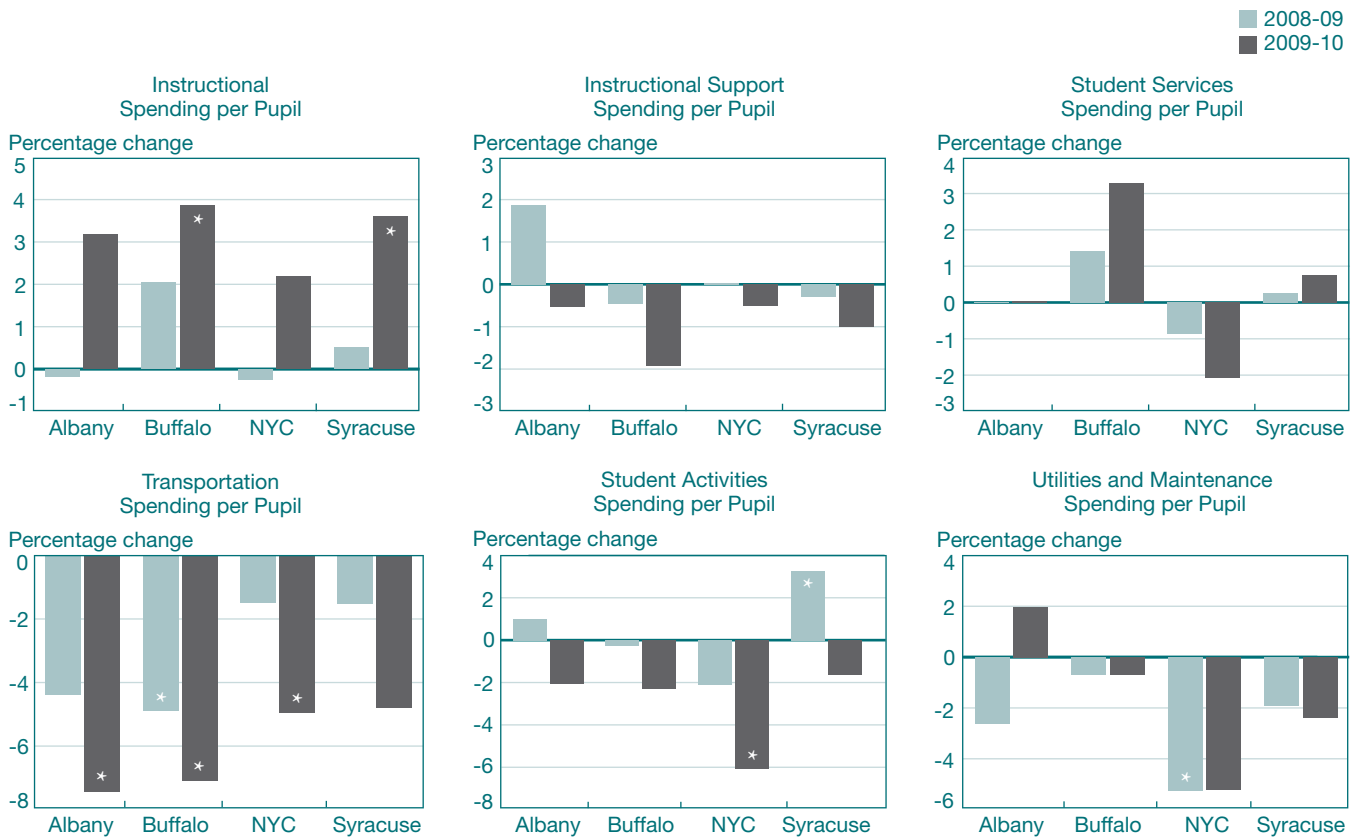 2008-09
2009-10
Instructional
Spending per Pupil
Percentage change
5
4
3
2
1
0
-1
Albany Buffalo NYC Syracuse
* *
Instructional Support
Spending per Pupil
Percentage change
3
2
1
0
-1
-2
-3
Albany Buffalo NYC Syracuse
Student Services
Spending per Pupil
Percentage change
4
3
2
1
0
-1
-2
-3
Albany Buffalo NYC Syracuse
Transportation
Spending per Pupil
Percentage change
0
-2
-4
-6
-8
* * * *
Albany Buffalo NYC Syracuse
Student Activities
Spending per Pupil
Percentage change
4
2
0
-2
-4
-6
-8
* *
Albany Buffalo NYC Syracuse
Utilities and Maintenance
Spending per Pupil
Percentage change
4
2
0
-2
-4
-6
*
Albany Buffalo NYC Syracuse